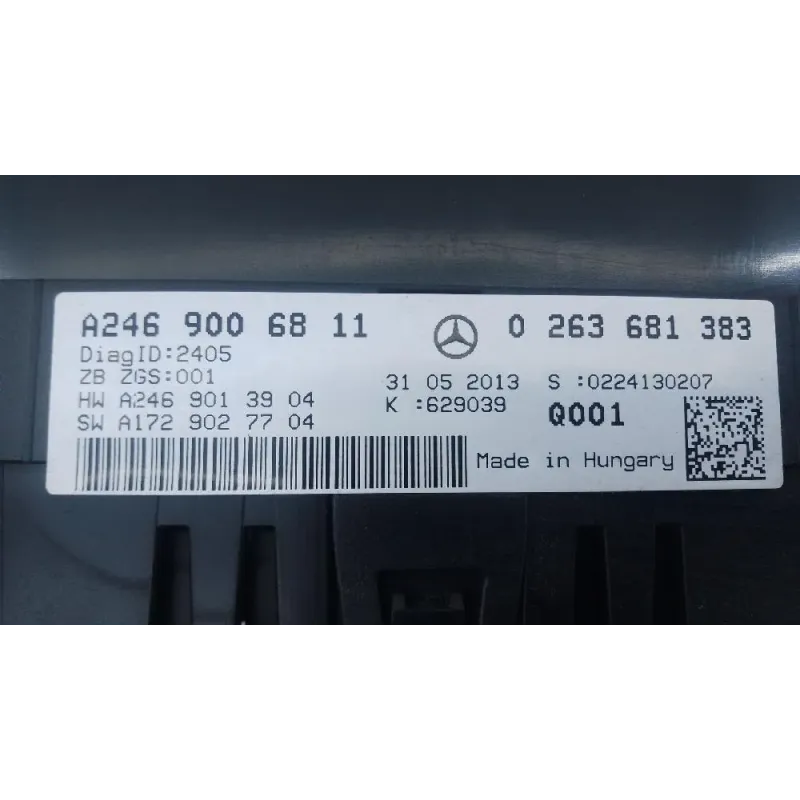 A246 900 68 11 0 263 681 383
DiagID:2405
ZB ZGS:001
31 05 2013 S :0224130207
HW A246 901 39 04
K :629039 Q001
SW A172 902 77 04
Made in Hungary